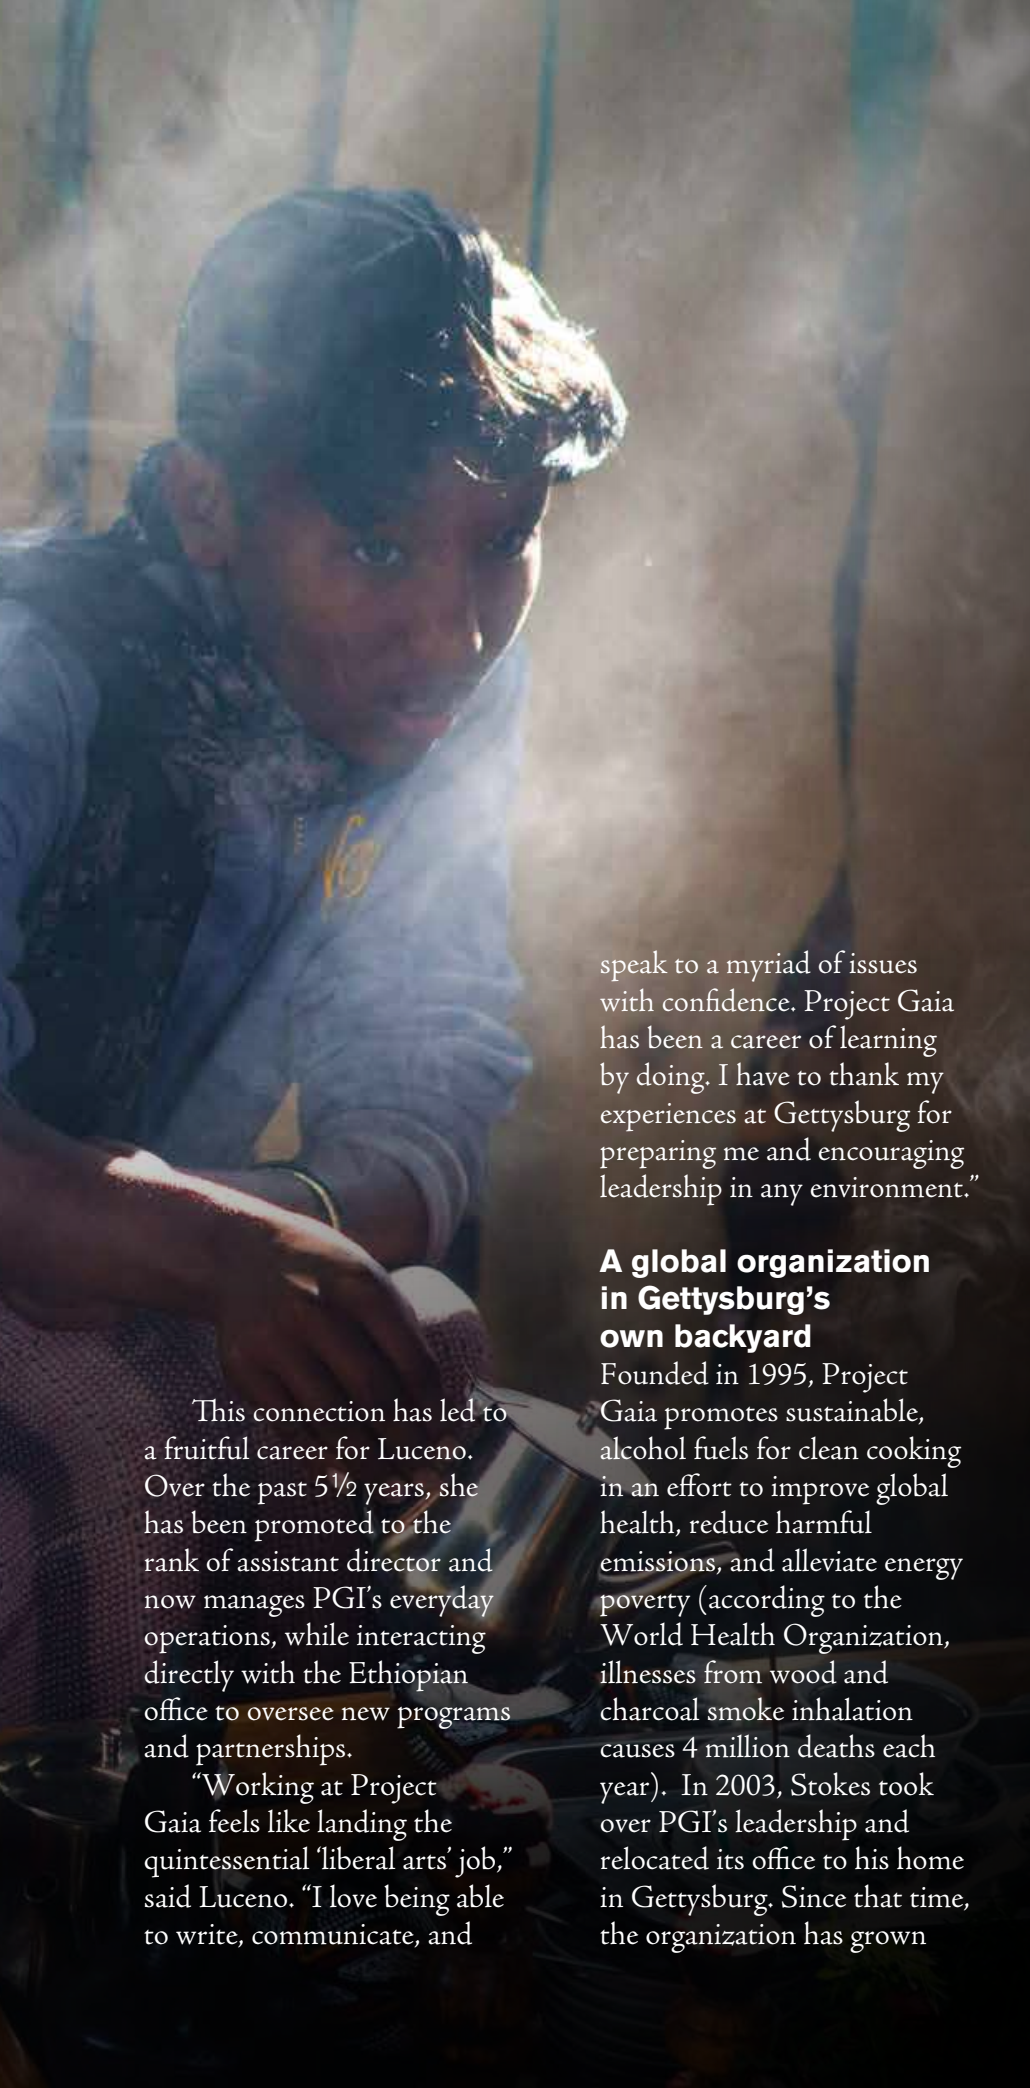 This connection has led to
a fruitful career for Luceno.
Over the past 5½ years, she
has been promoted to the
rank of assistant director and
now manages PGI’s everyday
operations, while interacting
directly with the Ethiopian
office to oversee new programs
and partnerships.
“Working at Project
Gaia feels like landing the
quintessential ‘liberal arts’ job,”
said Luceno. “I love being able
to write, communicate, and
speak to a myriad of issues
with confidence. Project Gaia
has been a career of learning
by doing. I have to thank my
experiences at Gettysburg for
preparing me and encouraging
leadership in any environment.”
A global organization
in Gettysburg’s
own backyard
Founded in 1995, Project
Gaia promotes sustainable,
alcohol fuels for clean cooking
in an effort to improve global
health, reduce harmful
emissions, and alleviate energy
poverty (according to the
World Health Organization,
illnesses from wood and
charcoal smoke inhalation
causes 4 million deaths each
year).  In 2003, Stokes took
over PGI’s leadership and
relocated its office to his home
in Gettysburg. Since that time,
the organization has grown